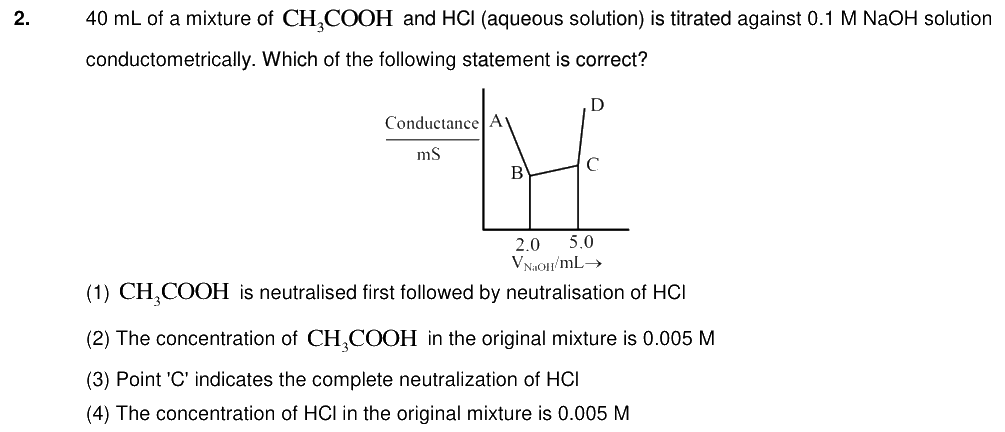 2. 40 mL of a mixture of CH₃COOH and HCl (aqueous solution) is titrated against 0.1 M NaOH solution
conductometrically. Which of the following statement is correct?
D
Conductance A
mS
B C
2.0 5.0
V_NaOH/mL→
(1) CH₃COOH is neutralised first followed by neutralisation of HCl
(2) The concentration of CH₃COOH in the original mixture is 0.005 M
(3) Point 'C' indicates the complete neutralization of HCl
(4) The concentration of HCl in the original mixture is 0.005 M